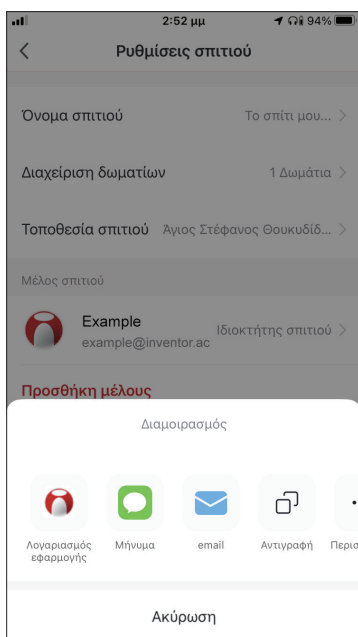 2:52 μμ 94%
Ρυθμίσεις σπιτιού
Όνομα σπιτιού Το σπίτι μου...
Διαχείριση δωματίων 1 Δωμάτια
Τοποθεσία σπιτιού Άγιος Στέφανος Θουκυδίδ...
Μέλος σπιτιού
Example
example@inventor.ac
Ιδιοκτήτης σπιτιού
Προσθήκη μέλους
Διαμοιρασμός
Λογαριασμός
εφαρμογής
Μήνυμα
email
Αντιγραφή
Ακύρωση